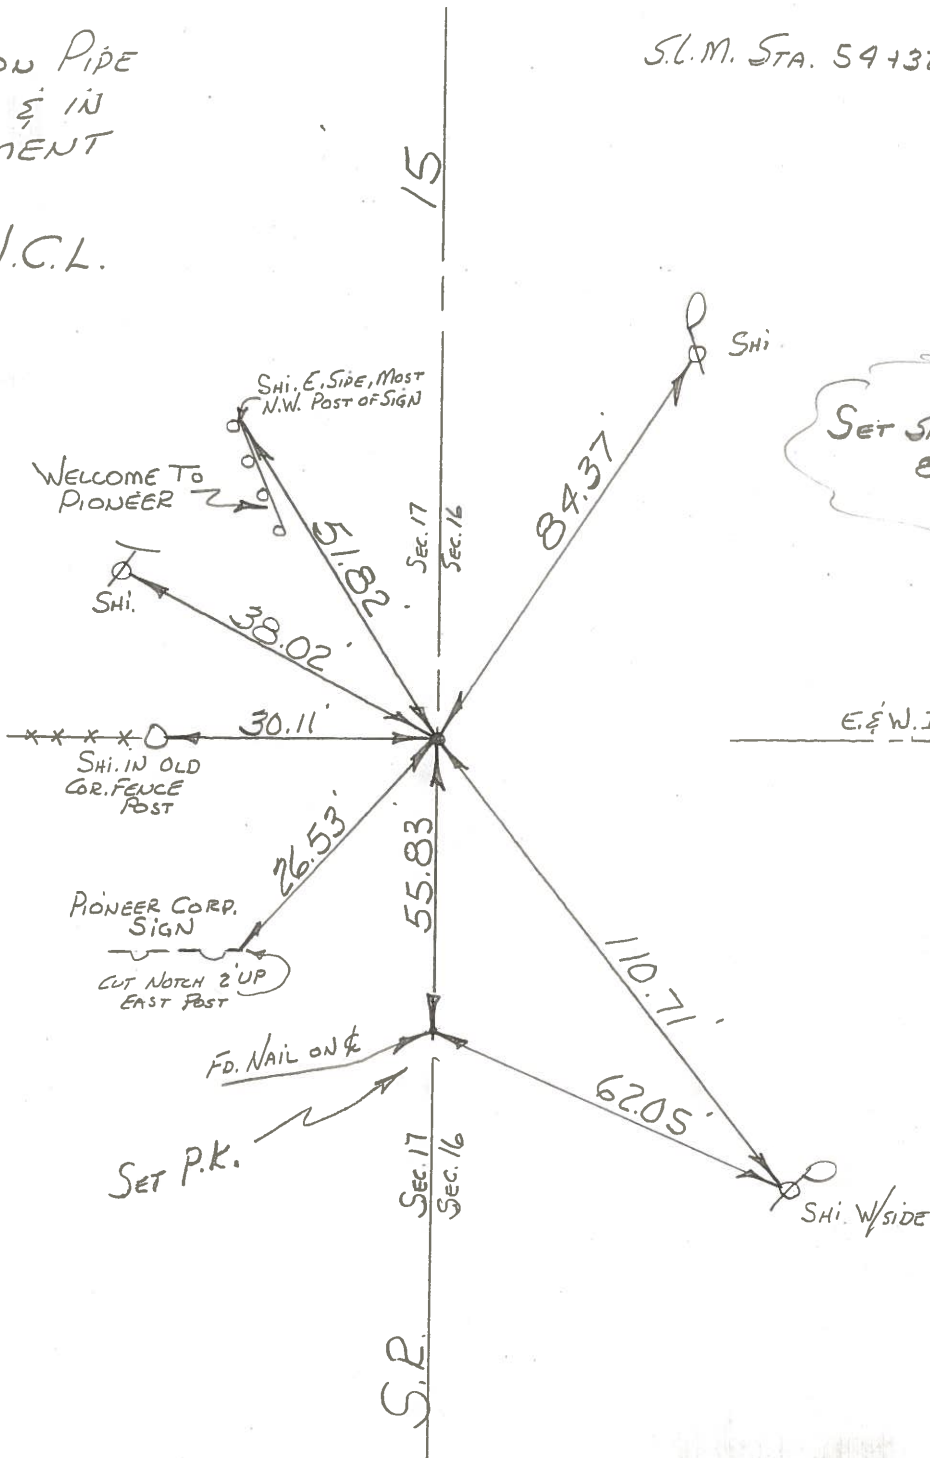 ON PIPE
& IN
MENT
S.L.M. STA. 54+37
15
J.C.L.
SHI
SHI. E. SIDE, MOST
N.W. POST OF SIGN
WELCOME TO
PIONEER
SET
SEC. 17
SEC. 16
84.37'
51.82'
SHI.
38.02'
30.11'
E. & W.
SHI. IN OLD
COR. FENCE
POST
26.53'
55.83'
PIONEER CORP.
SIGN
CUT NOTCH 2' UP
EAST POST
110.71'
FD. NAIL ON ℄
62.05'
SET P.K.
SEC. 17
SEC. 16
SHI. W/SIDE
S.R.